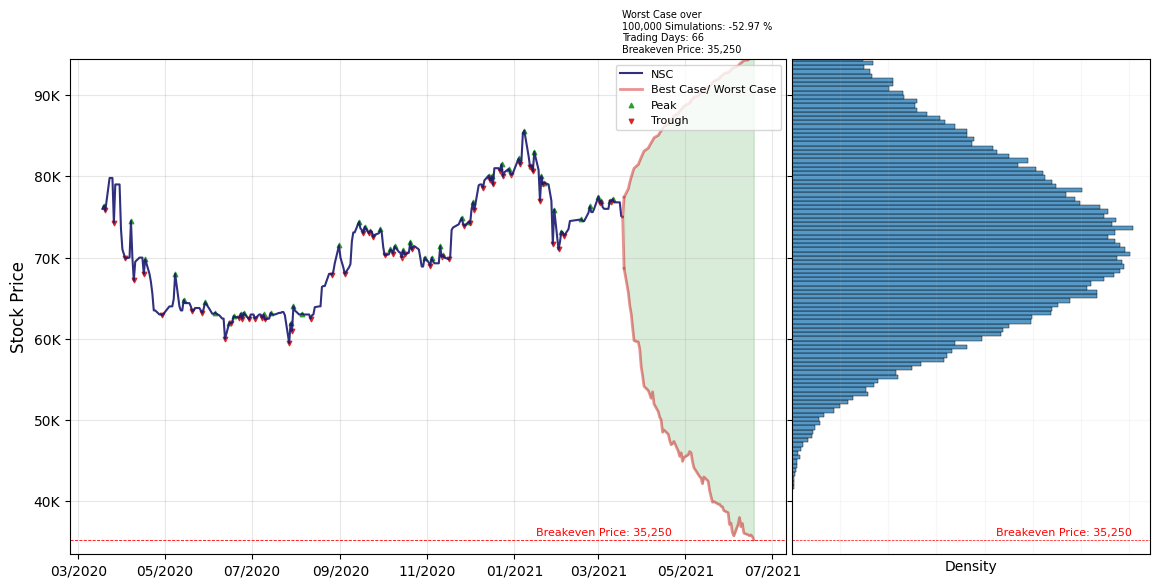 Worst Case over
100,000 Simulations: -52.97 %
Trading Days: 66
Breakeven Price: 35,250
NSC
Best Case/ Worst Case
Peak
Trough
90K
80K
70K
60K
50K
40K
Stock Price
Breakeven Price: 35,250
Breakeven Price: 35,250
03/2020 05/2020 07/2020 09/2020 11/2020 01/2021 03/2021 05/2021 07/2021
Density